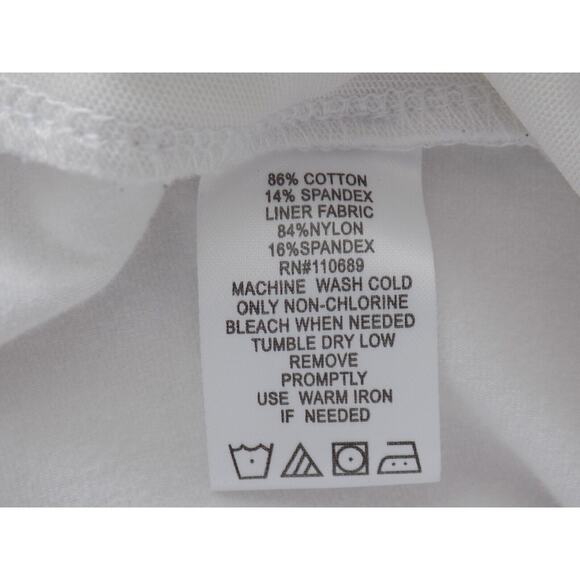 86% COTTON
14% SPANDEX
LINER FABRIC
84%NYLON
16%SPANDEX
RN#110689
MACHINE WASH COLD
ONLY NON-CHLORINE
BLEACH WHEN NEEDED
TUMBLE DRY LOW
REMOVE
PROMPTLY
USE WARM IRON
IF NEEDED